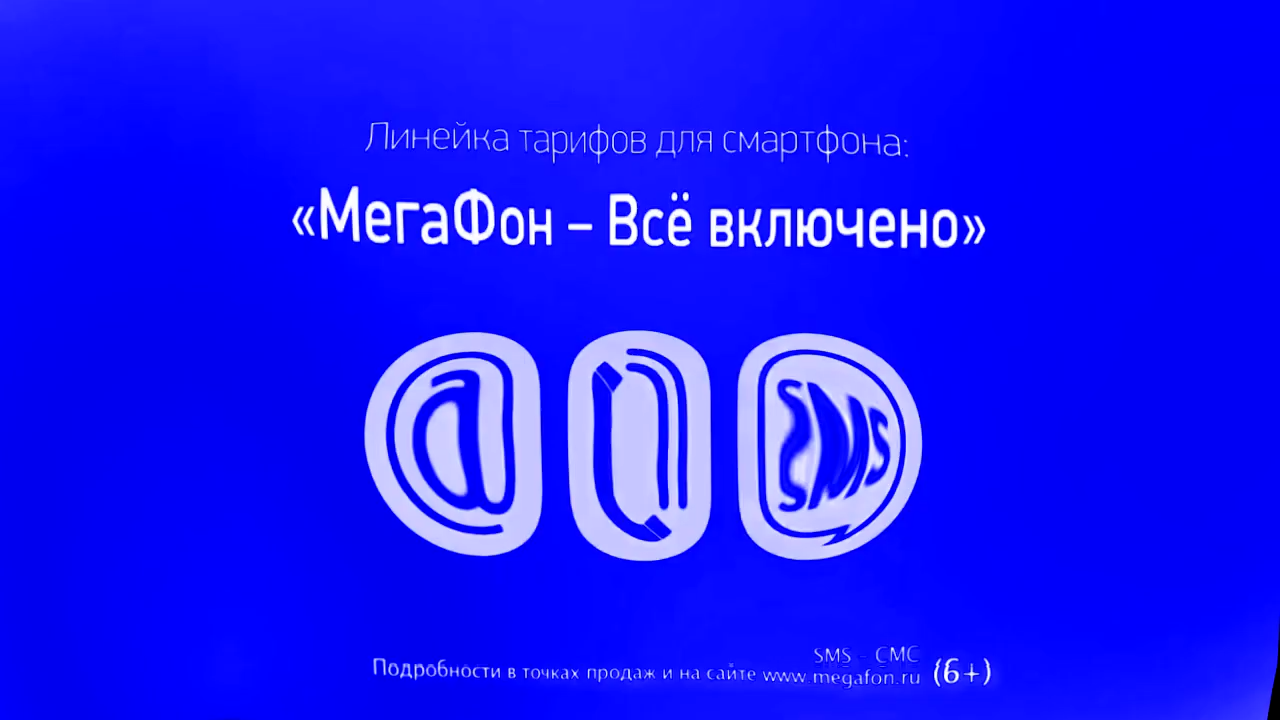 Линейка тарифов для смартфона:
«МегаФон – Всё включено»
a
SMS
SMS - СМС
Подробности в точках продаж и на сайте www.megafon.ru (6+)